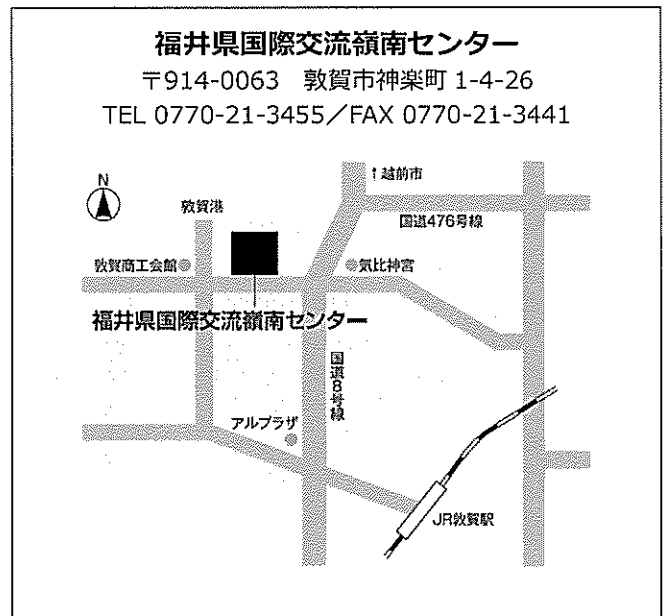 福井県国際交流嶺南センター
〒914-0063　敦賀市神楽町 1-4-26
TEL 0770-21-3455／FAX 0770-21-3441
N
↑越前市
敦賀港
国道476号線
敦賀商工会館
気比神宮
福井県国際交流嶺南センター
国道8号線
アルプラザ
JR敦賀駅